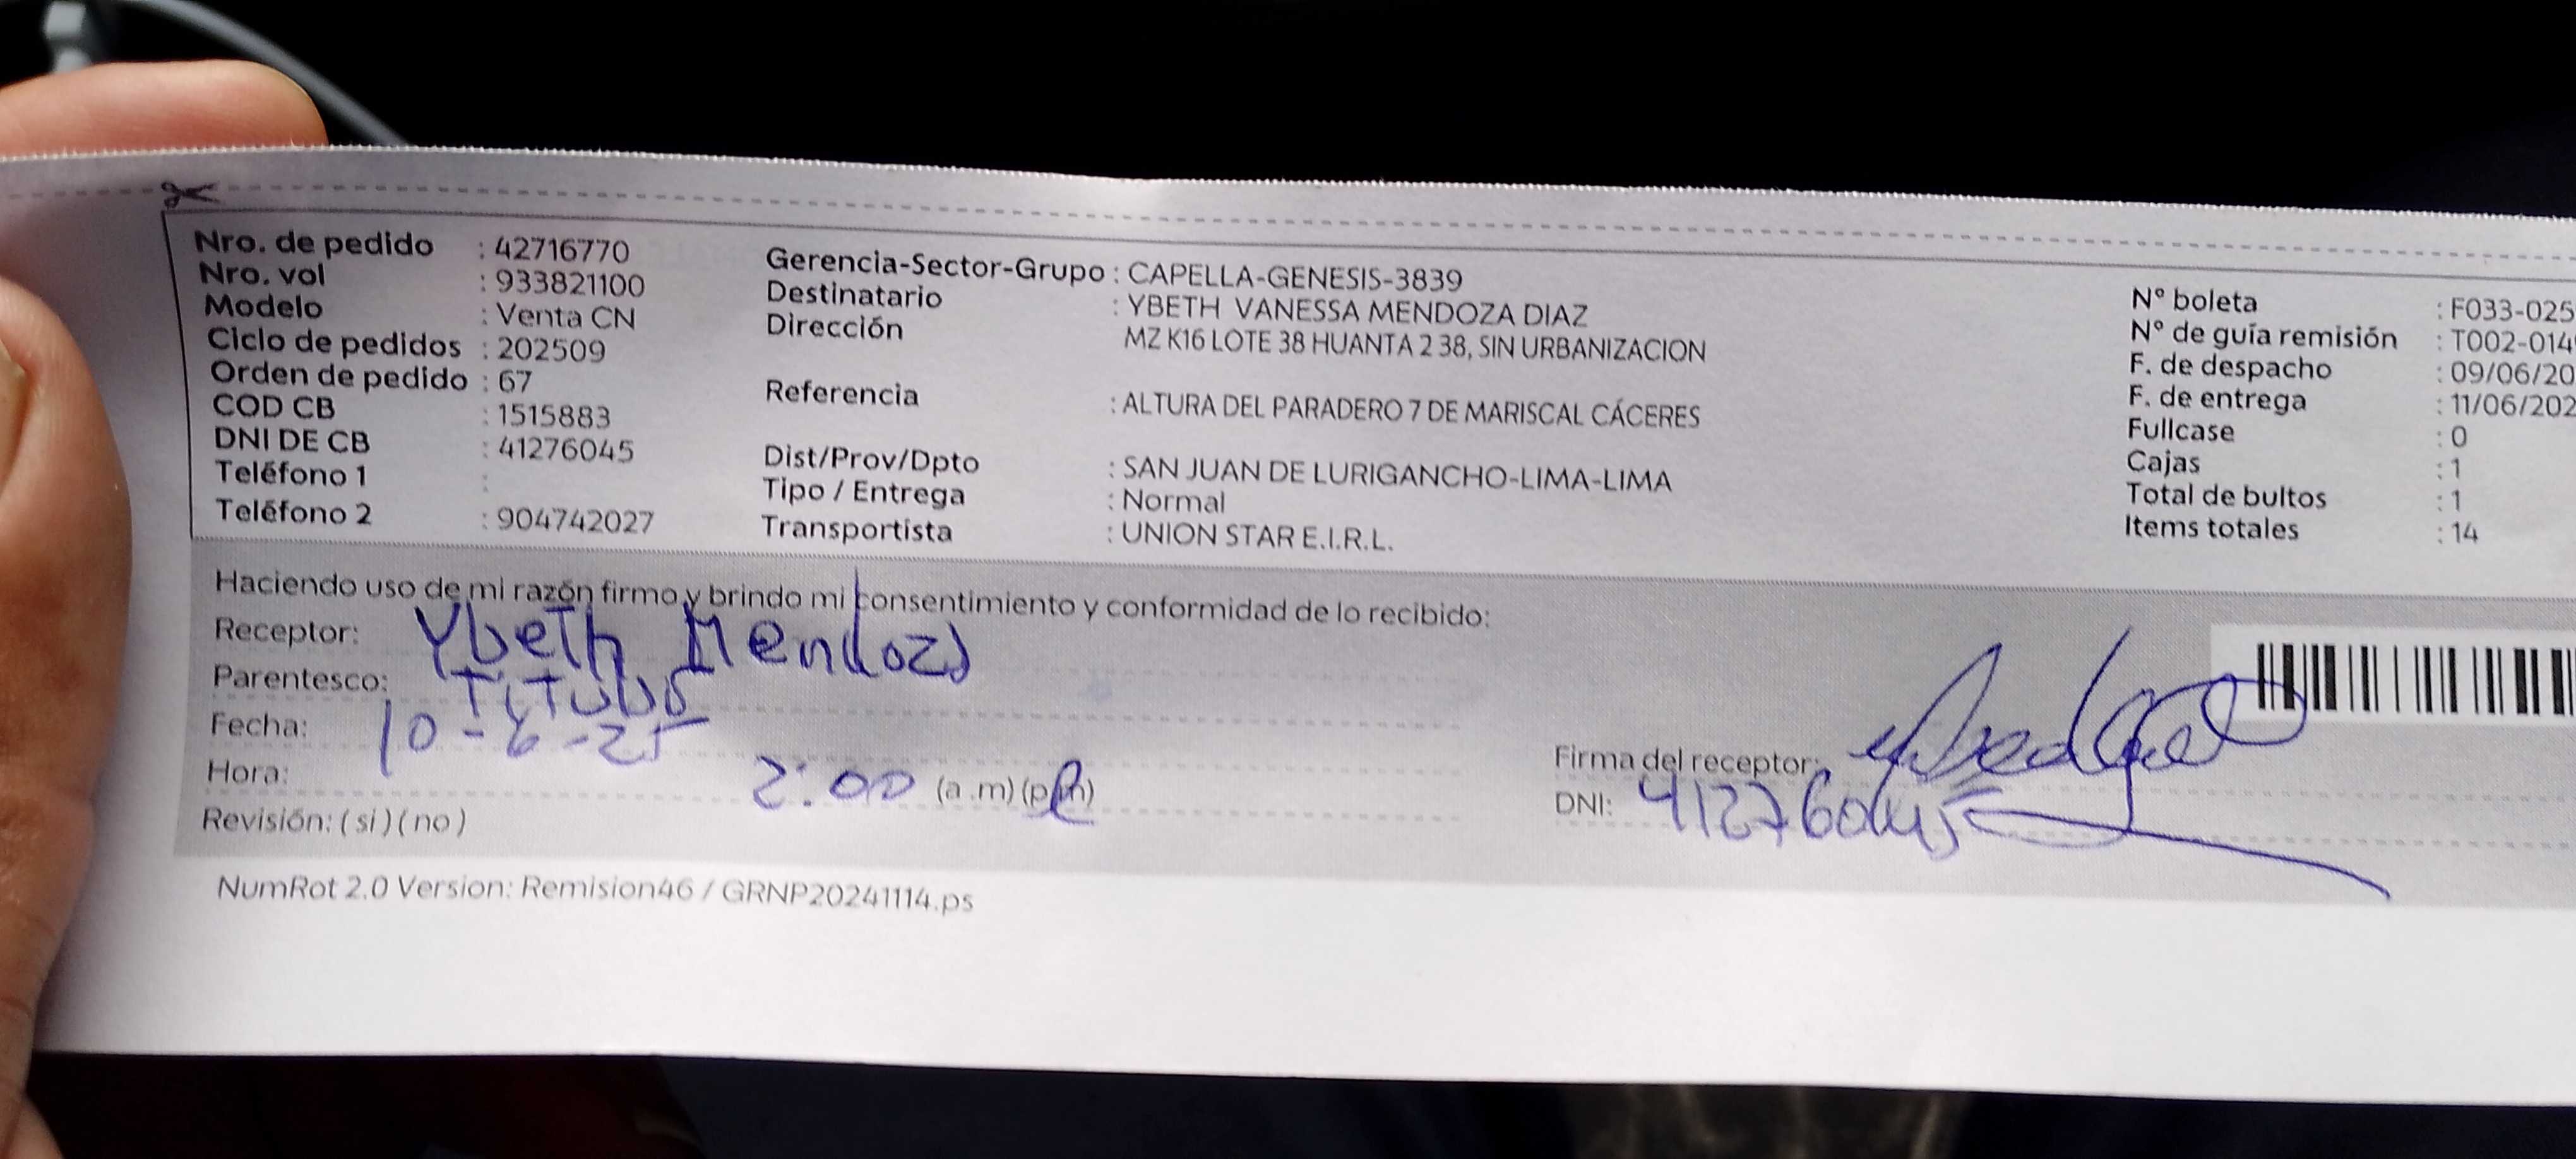 Nro. de pedido : 42716770
Nro. vol : 933821100
Modelo : Venta CN
Ciclo de pedidos : 202509
Orden de pedido : 67
COD CB : 1515883
DNI DE CB : 41276045
Teléfono 1 :
Teléfono 2 : 904742027
Gerencia-Sector-Grupo : CAPELLA-GENESIS-3839
Destinatario : YBETH VANESSA MENDOZA DIAZ
Dirección MZ K16 LOTE 38 HUANTA 2 38, SIN URBANIZACION
Referencia : ALTURA DEL PARADERO 7 DE MARISCAL CÁCERES
Dist/Prov/Dpto : SAN JUAN DE LURIGANCHO-LIMA-LIMA
Tipo / Entrega : Normal
Transportista : UNION STAR E.I.R.L.
N° boleta : F033-025
N° de guía remisión : T002-014
F. de despacho : 09/06/20
F. de entrega : 11/06/202
Fullcase : 0
Cajas : 1
Total de bultos : 1
Items totales : 14
Haciendo uso de mi razón firmo y brindo mi consentimiento y conformidad de lo recibido:
Receptor: Ybeth Mendoza
Parentesco:
Fecha: 10-6-25
Hora: 2:00 (a .m) (p.m)
Revisión: ( si ) ( no )
Firma del receptor:
DNI: 41276045
NumRot 2.0 Version: Remision46 / GRNP20241114.ps